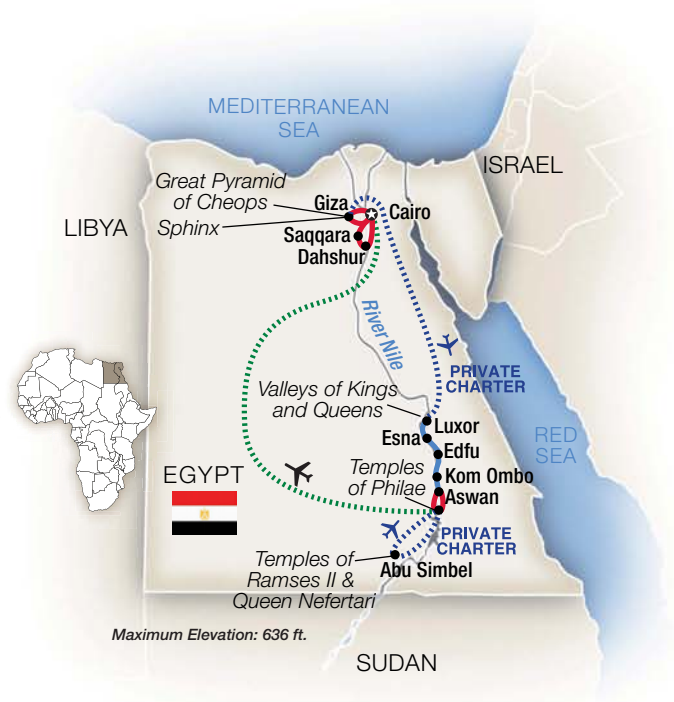 MEDITERRANEAN
SEA
ISRAEL
Great Pyramid
of Cheops
Giza
Cairo
LIBYA
Sphinx
Saqqara
Dahshur
River Nile
PRIVATE
CHARTER
Valleys of Kings
and Queens
Luxor
Esna
Edfu
RED
SEA
EGYPT
Temples
of Philae
Kom Ombo
Aswan
PRIVATE
CHARTER
Temples of
Ramses II &
Queen Nefertari
Abu Simbel
Maximum Elevation: 636 ft.
SUDAN